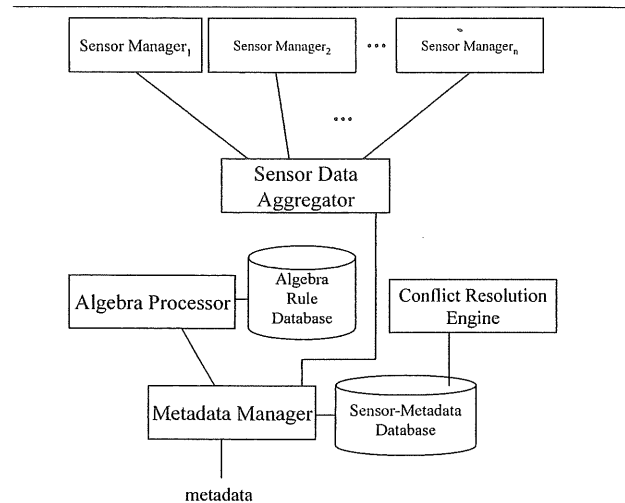 Sensor Manager1
Sensor Manager2
Sensor Managern
Sensor Data
Aggregator
Algebra Processor
Algebra
Rule
Database
Conflict Resolution
Engine
Metadata Manager
Sensor-Metadata
Database
metadata